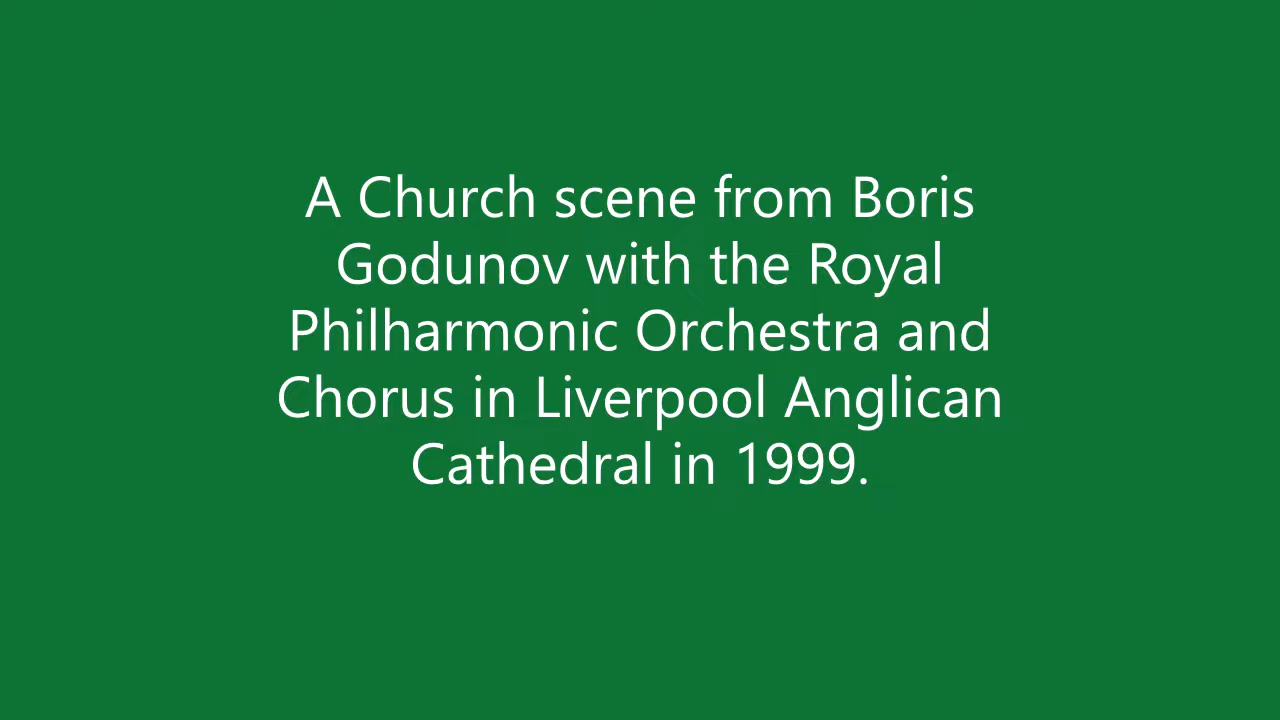 A Church scene from Boris
Godunov with the Royal
Philharmonic Orchestra and
Chorus in Liverpool Anglican
Cathedral in 1999.